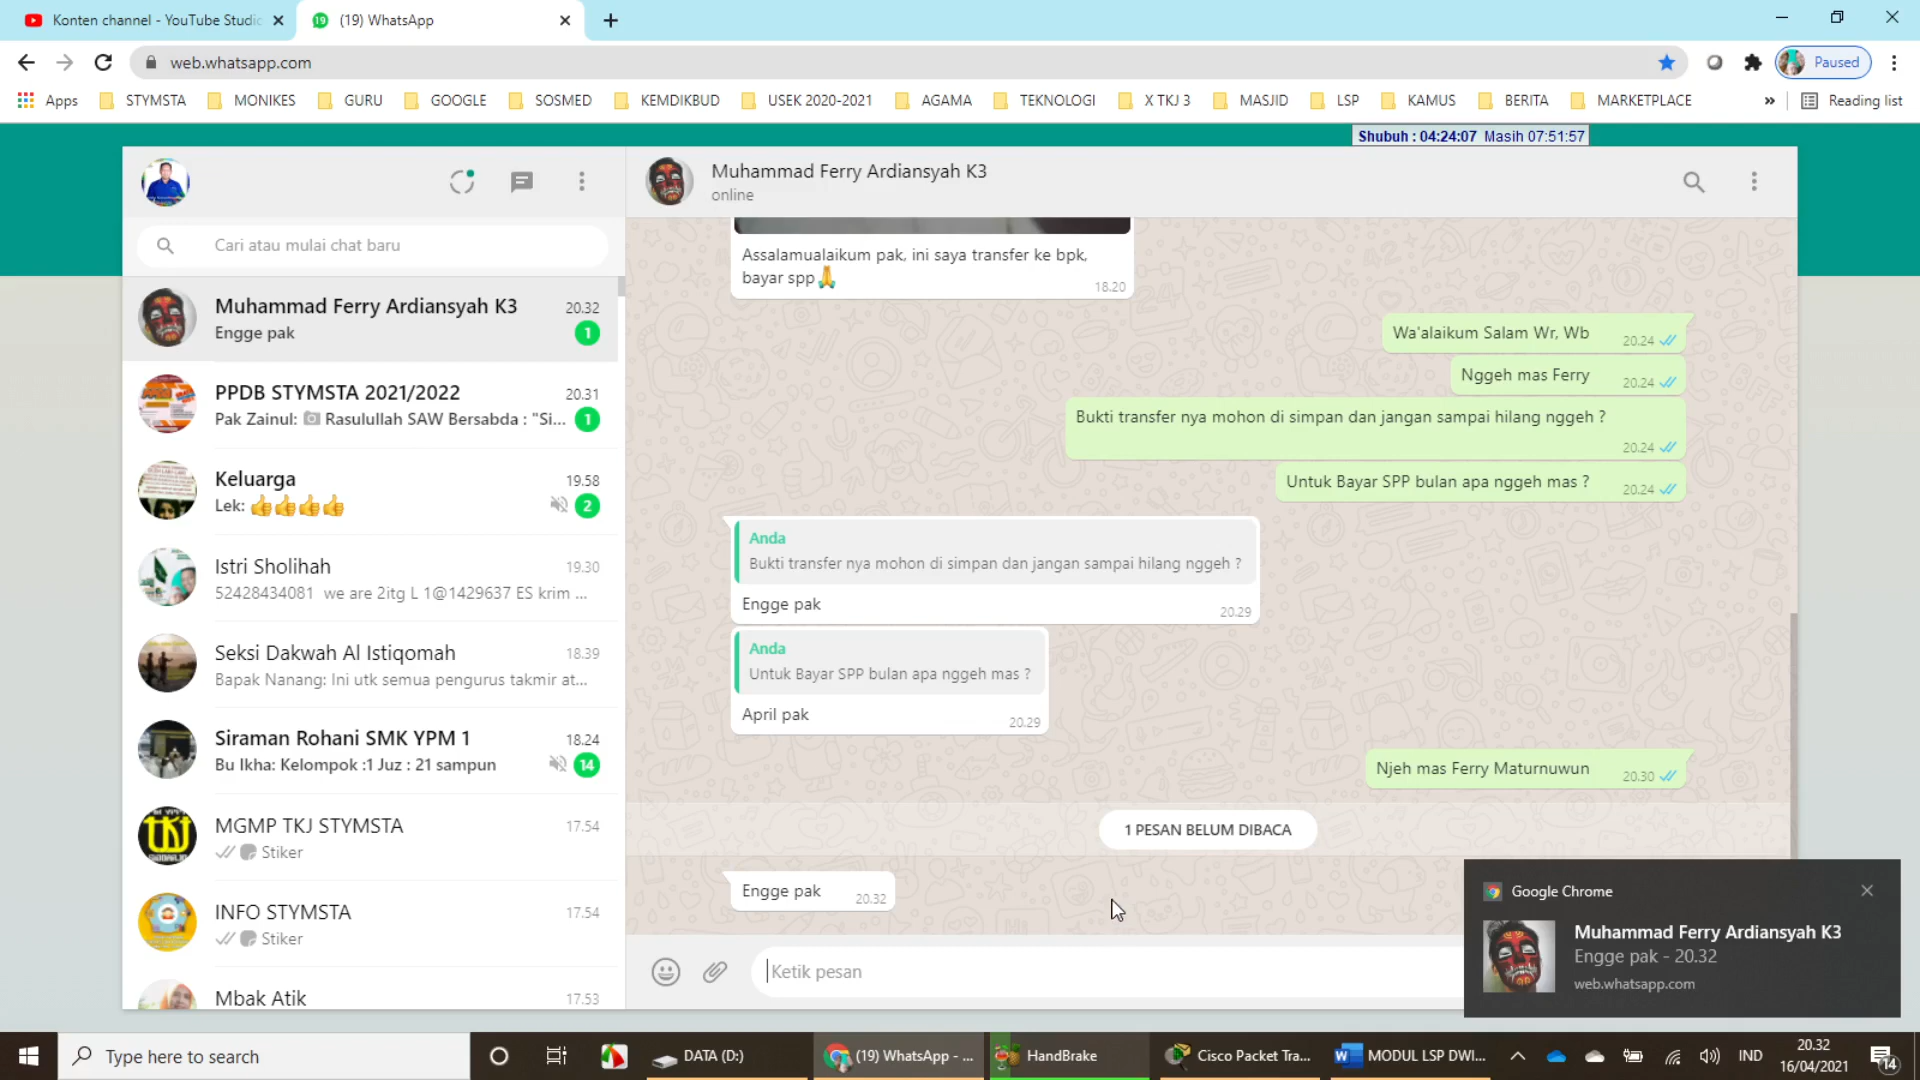 Konten channel - YouTube Studio
(19) WhatsApp
web.whatsapp.com
Paused
Apps
STYMSTA
MONIKES
GURU
GOOGLE
SOSMED
KEMDIKBUD
USEK 2020-2021
AGAMA
TEKNOLOGI
X TKJ 3
MASJID
LSP
KAMUS
BERITA
MARKETPLACE
»
Reading list
Shubuh : 04:24:07 Masih 07:51:57
Cari atau mulai chat baru
Muhammad Ferry Ardiansyah K3
20.32
Engge pak
1
PPDB STYMSTA 2021/2022
20.31
Pak Zainul: Rasulullah SAW Bersabda : "Si...
1
Keluarga
19.58
Lek: 👍👍👍👍
2
Istri Sholihah
19.30
52428434081 we are 2itg L 1@1429637 ES krim ...
Seksi Dakwah Al Istiqomah
18.39
Bapak Nanang: Ini utk semua pengurus takmir at...
Siraman Rohani SMK YPM 1
18.24
Bu Ikha: Kelompok :1 Juz : 21 sampun
14
MGMP TKJ STYMSTA
17.54
Stiker
INFO STYMSTA
17.54
Stiker
Mbak Atik
17.53
Muhammad Ferry Ardiansyah K3
online
Assalamualaikum pak, ini saya transfer ke bpk,
bayar spp🙏
18.20
Wa'alaikum Salam Wr, Wb
20.24
Nggeh mas Ferry
20.24
Bukti transfer nya mohon di simpan dan jangan sampai hilang nggeh ?
20.24
Untuk Bayar SPP bulan apa nggeh mas ?
20.24
Anda
Bukti transfer nya mohon di simpan dan jangan sampai hilang nggeh ?
Engge pak
20.29
Anda
Untuk Bayar SPP bulan apa nggeh mas ?
April pak
20.29
Njeh mas Ferry Maturnuwun
20.30
1 PESAN BELUM DIBACA
Engge pak
20.32
Ketik pesan
Google Chrome
Muhammad Ferry Ardiansyah K3
Engge pak - 20.32
web.whatsapp.com
Type here to search
DATA (D:)
(19) WhatsApp - ...
HandBrake
Cisco Packet Tra...
MODUL LSP DWI...
IND
20.32
16/04/2021
14